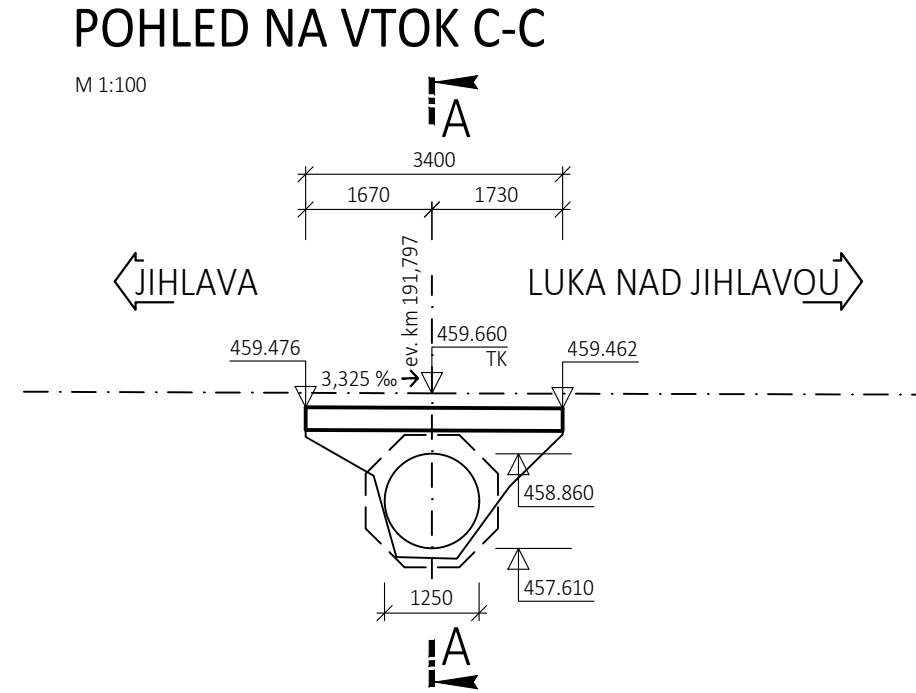 POHLED NA VTOK C-C
M 1:100
A
3400
1670 1730
JIHLAVA
ev. km 191,797
LUKA NAD JIHLAVOU
459.476
459.660
TK
459.462
3,325 ‰
458.860
457.610
1250
A